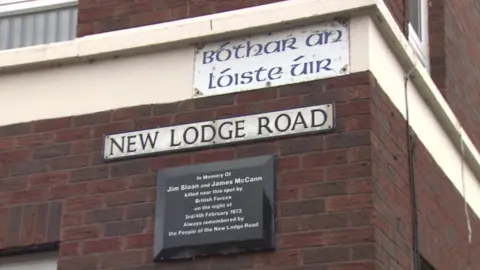 BÓTHAR AN
LÓISTE ÚIR
NEW LODGE ROAD
In Memory Of
Jim Sloan and James McCann
killed near this spot by
British Forces
on the night of
3rd/4th February 1973
Always remembered by
the People of the New Lodge Road